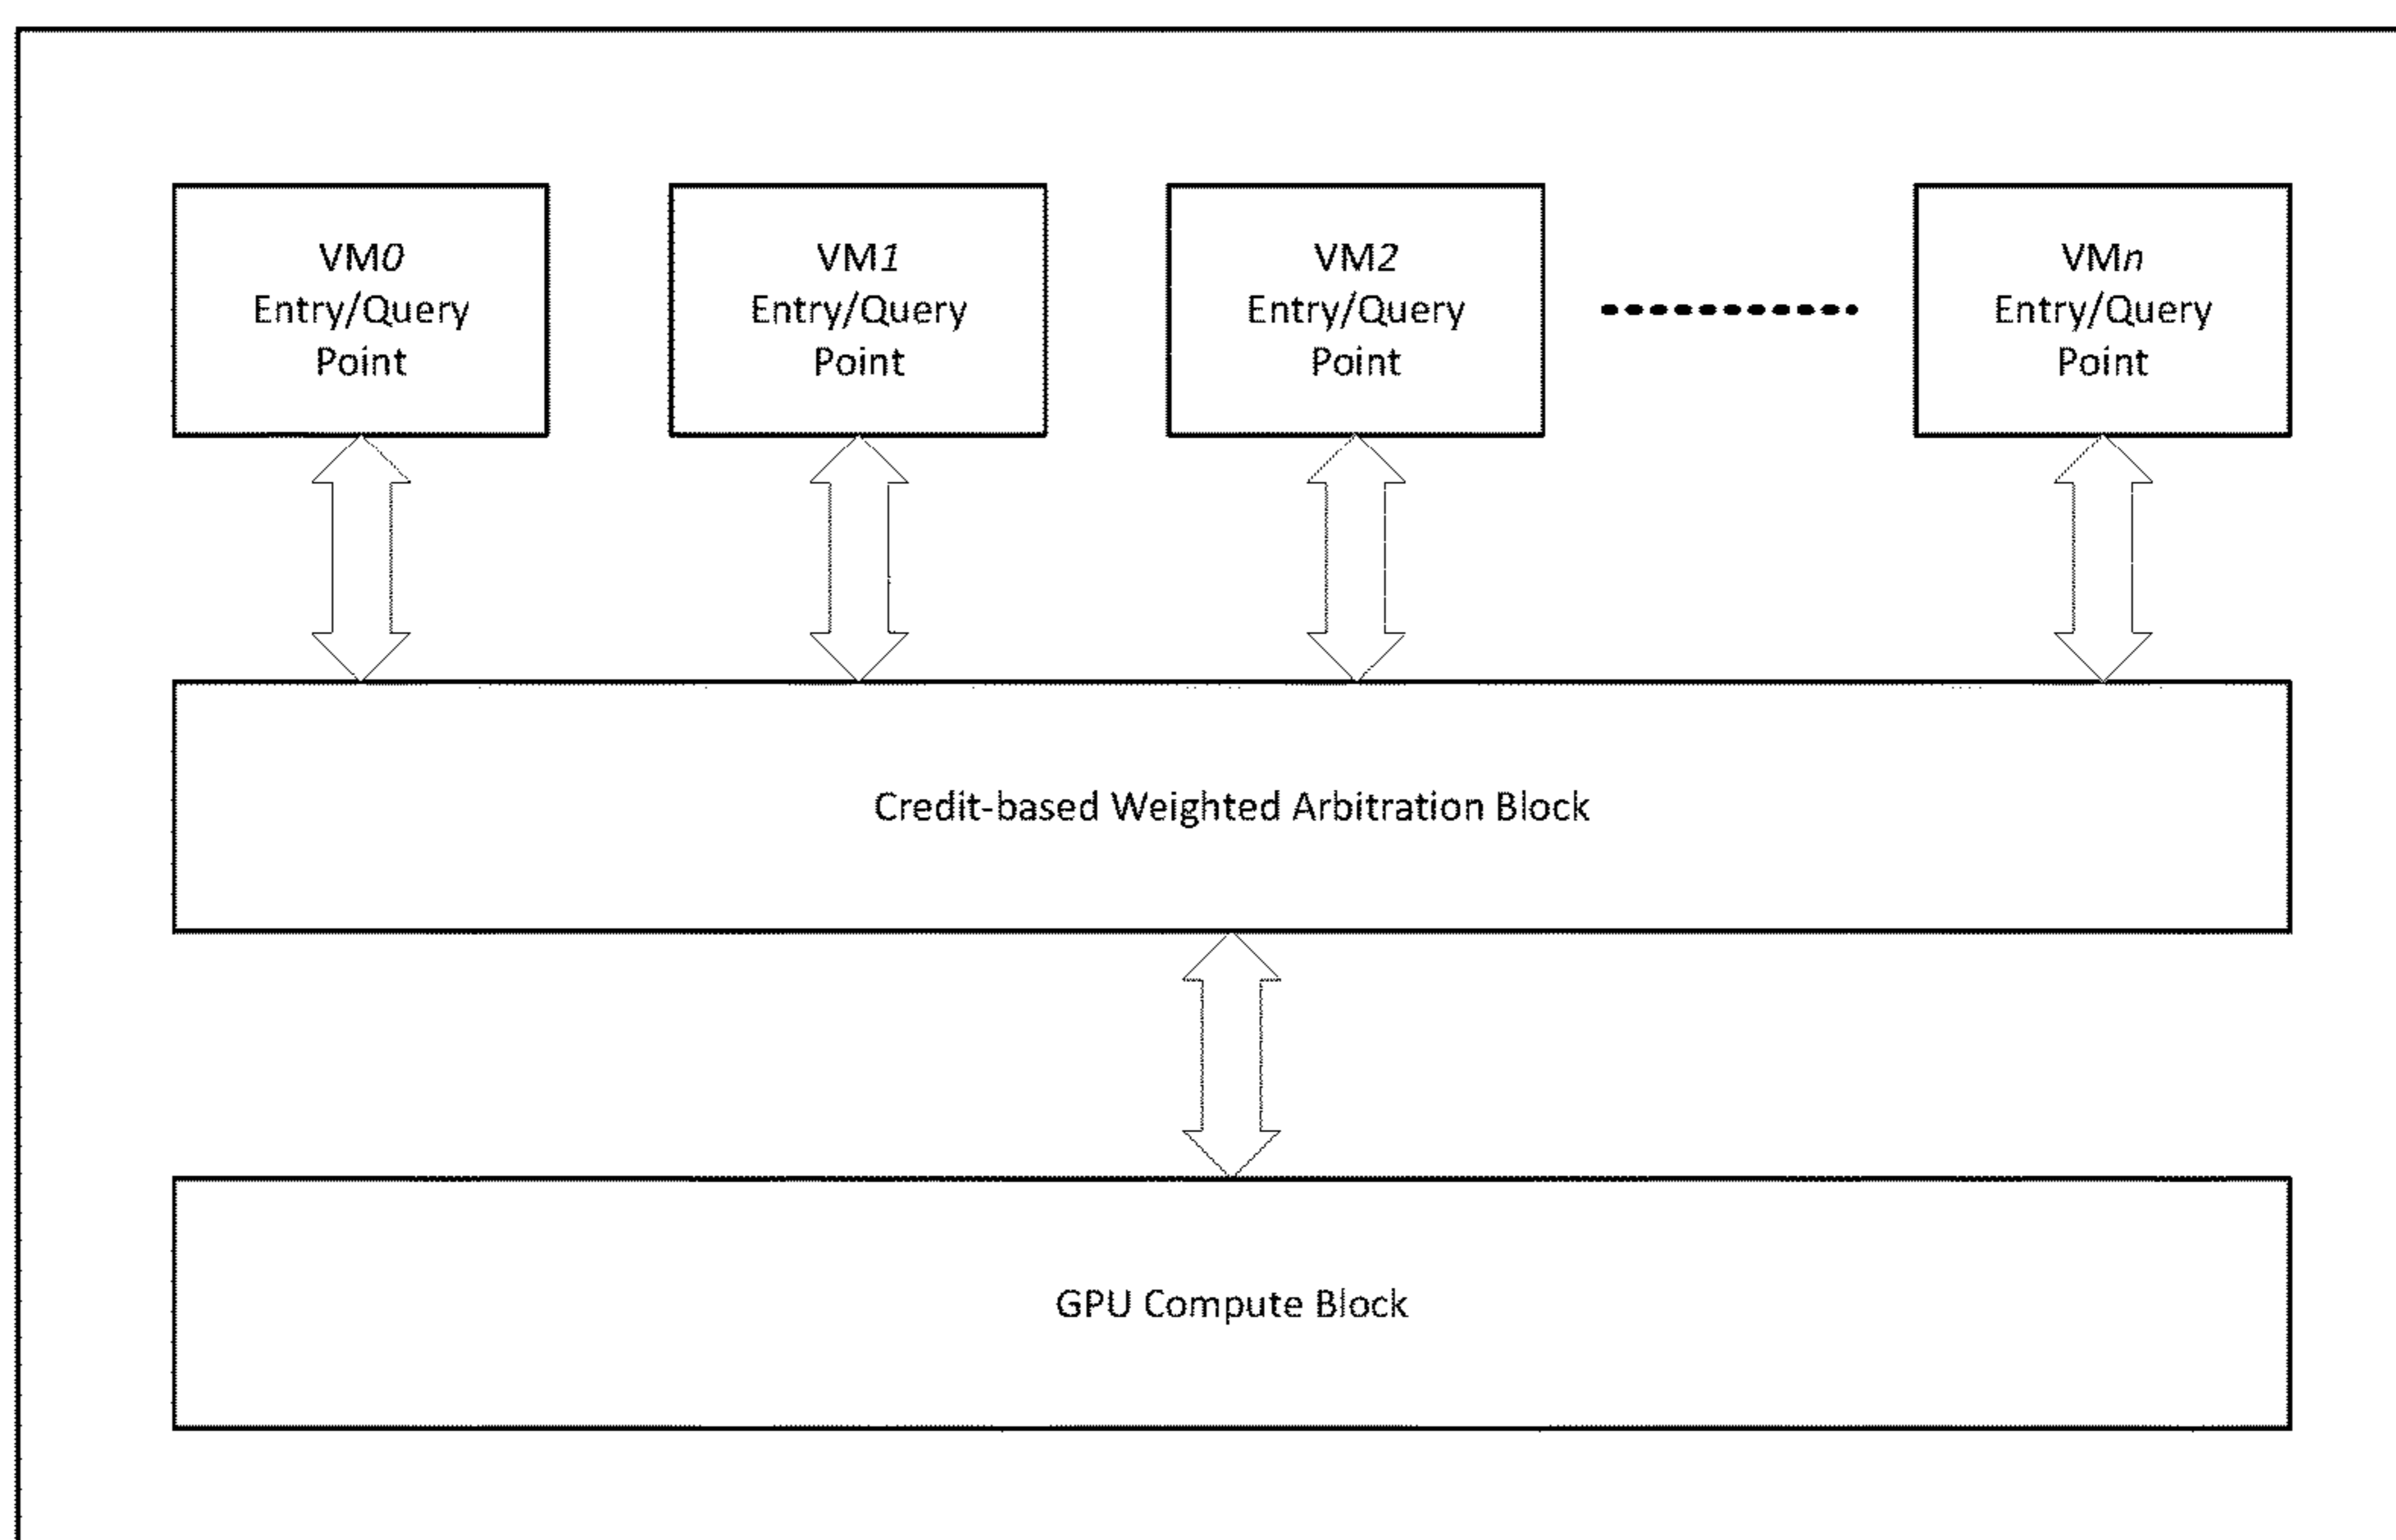 VM0
Entry/Query
Point
VM1
Entry/Query
Point
VM2
Entry/Query
Point
VMn
Entry/Query
Point
Credit-based Weighted Arbitration Block
GPU Compute Block